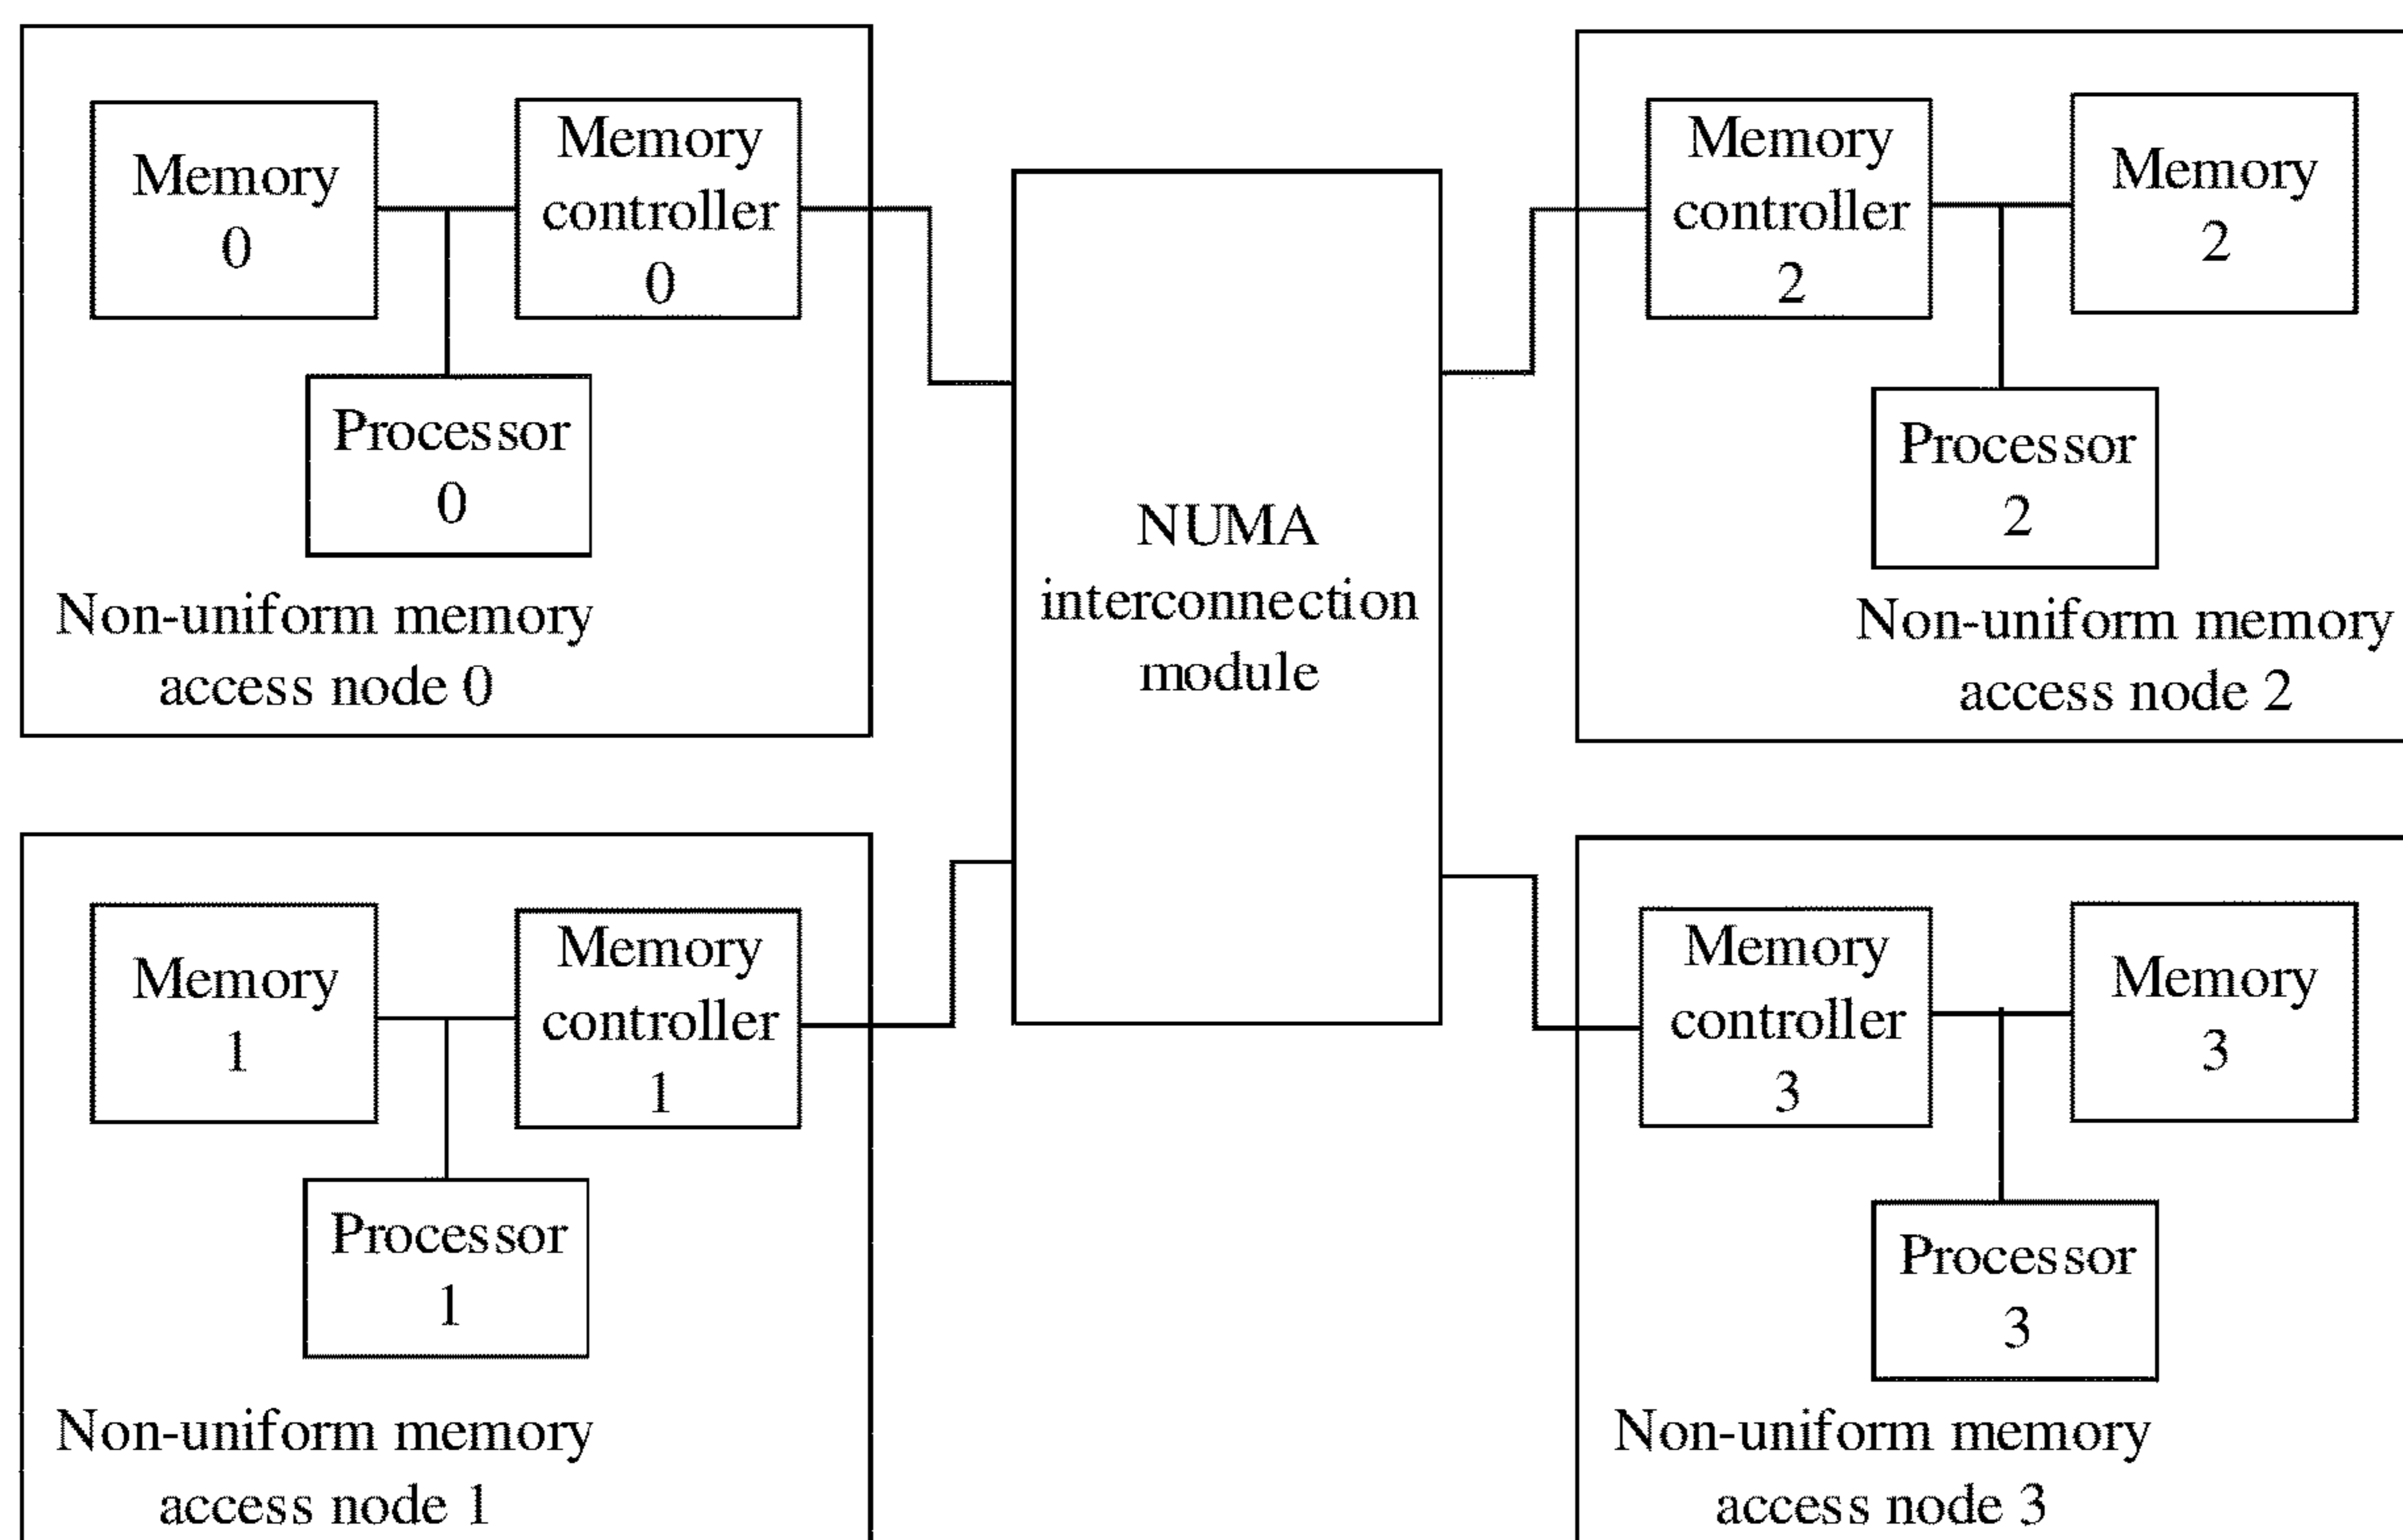 Memory
0
Memory
controller
0
Processor
0
Non-uniform memory
access node 0
NUMA
interconnection
module
Memory
controller
2
Memory
2
Processor
2
Non-uniform memory
access node 2
Memory
1
Memory
controller
1
Processor
1
Non-uniform memory
access node 1
Memory
controller
3
Memory
3
Processor
3
Non-uniform memory
access node 3